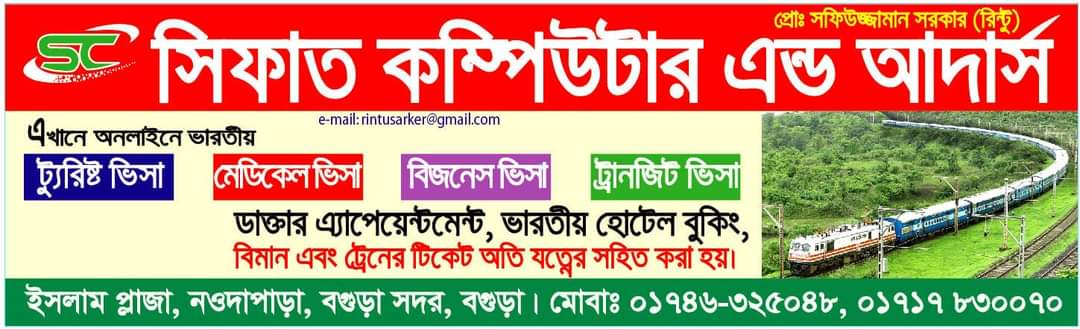 প্রোঃ সফিউজ্জামান সরকার (রিন্টু)
SC
সিফাত কম্পিউটার এন্ড আদার্স
e-mail: rintusarker@gmail.com
এখানে অনলাইনে ভারতীয়
ট্যুরিষ্ট ভিসা মেডিকেল ভিসা বিজনেস ভিসা ট্রানজিট ভিসা
ডাক্তার এ্যাপেয়েন্টমেন্ট, ভারতীয় হোটেল বুকিং,
বিমান এবং ট্রেনের টিকেট অতি যত্নের সহিত করা হয়।
ইসলাম প্লাজা, নওদাপাড়া, বগুড়া সদর, বগুড়া। মোবাঃ ০১৭৪৬-৩২৫০৪৮, ০১৭১৭ ৮৩০০৭০